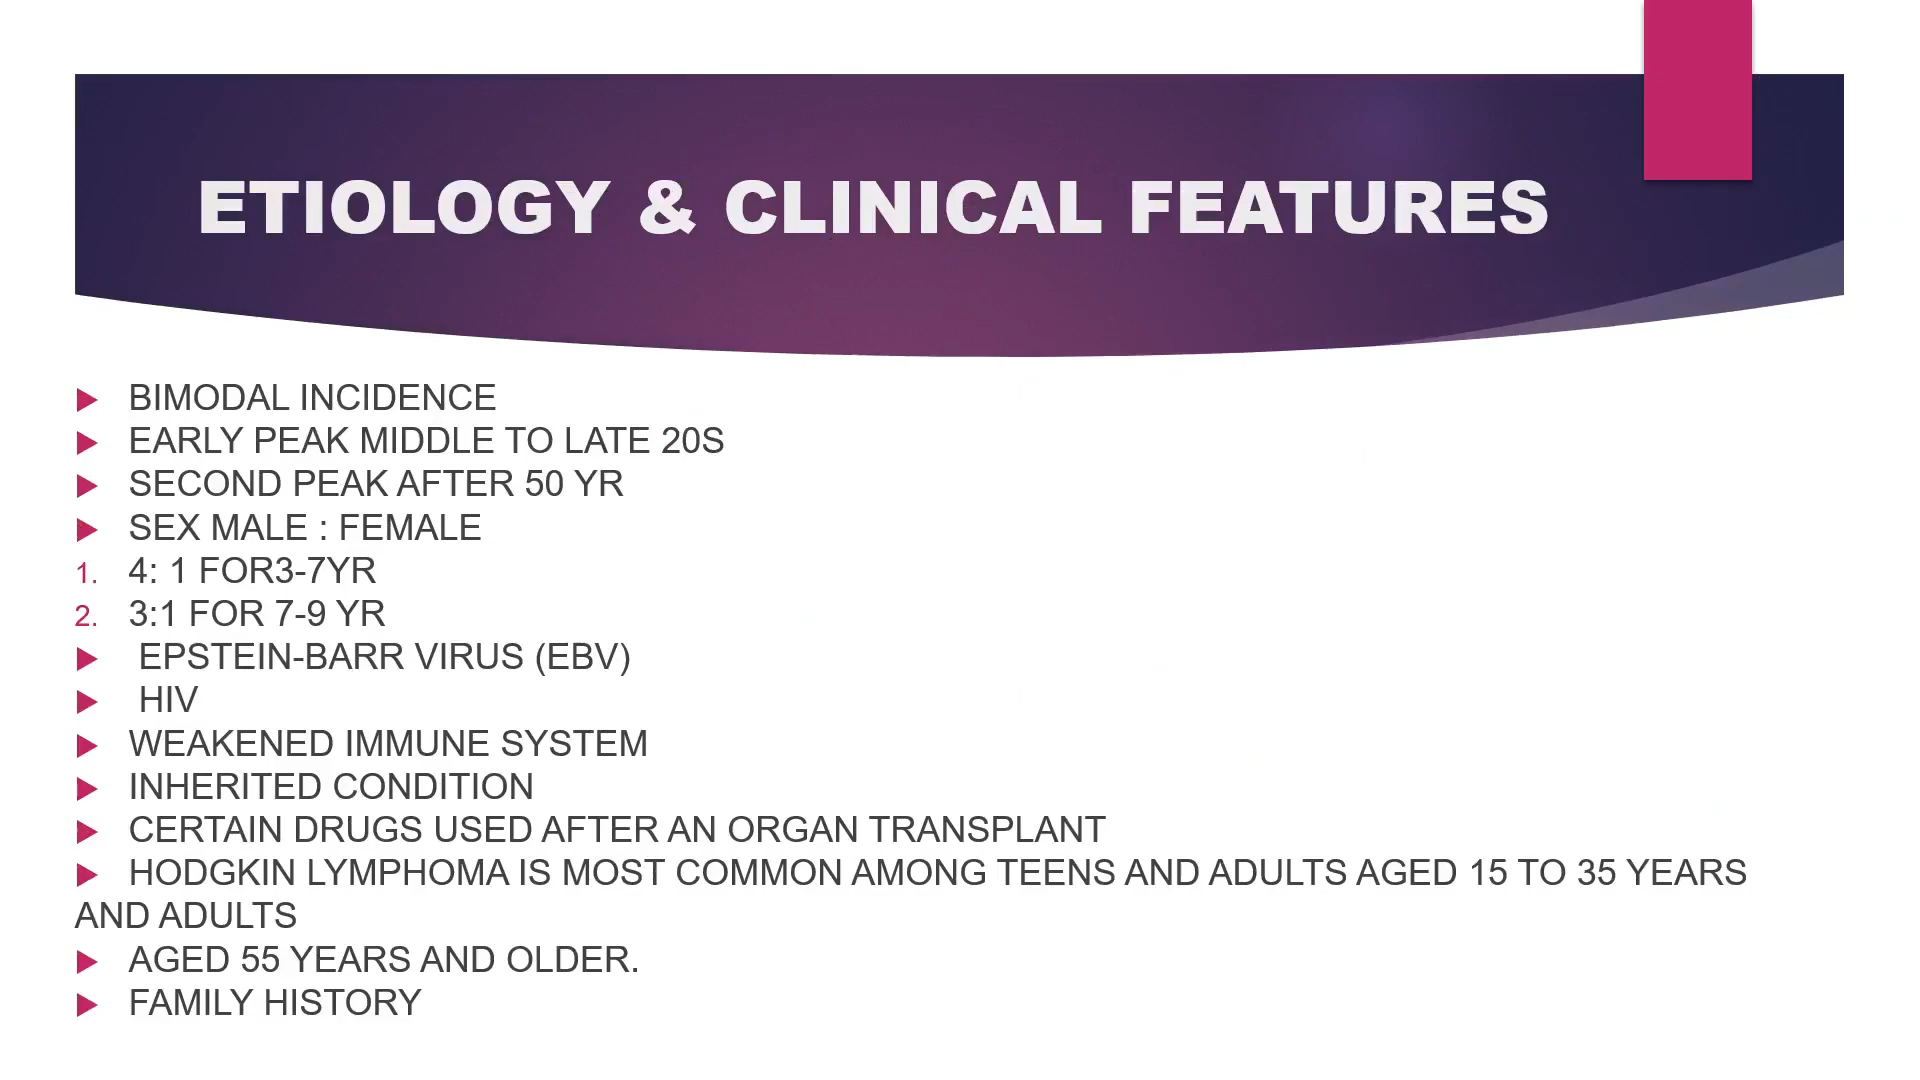 ETIOLOGY & CLINICAL FEATURES
BIMODAL INCIDENCE
EARLY PEAK MIDDLE TO LATE 20S
SECOND PEAK AFTER 50 YR
SEX MALE : FEMALE
1. 4: 1 FOR3-7YR
2. 3:1 FOR 7-9 YR
EPSTEIN-BARR VIRUS (EBV)
HIV
WEAKENED IMMUNE SYSTEM
INHERITED CONDITION
CERTAIN DRUGS USED AFTER AN ORGAN TRANSPLANT
HODGKIN LYMPHOMA IS MOST COMMON AMONG TEENS AND ADULTS AGED 15 TO 35 YEARS
AND ADULTS
AGED 55 YEARS AND OLDER.
FAMILY HISTORY